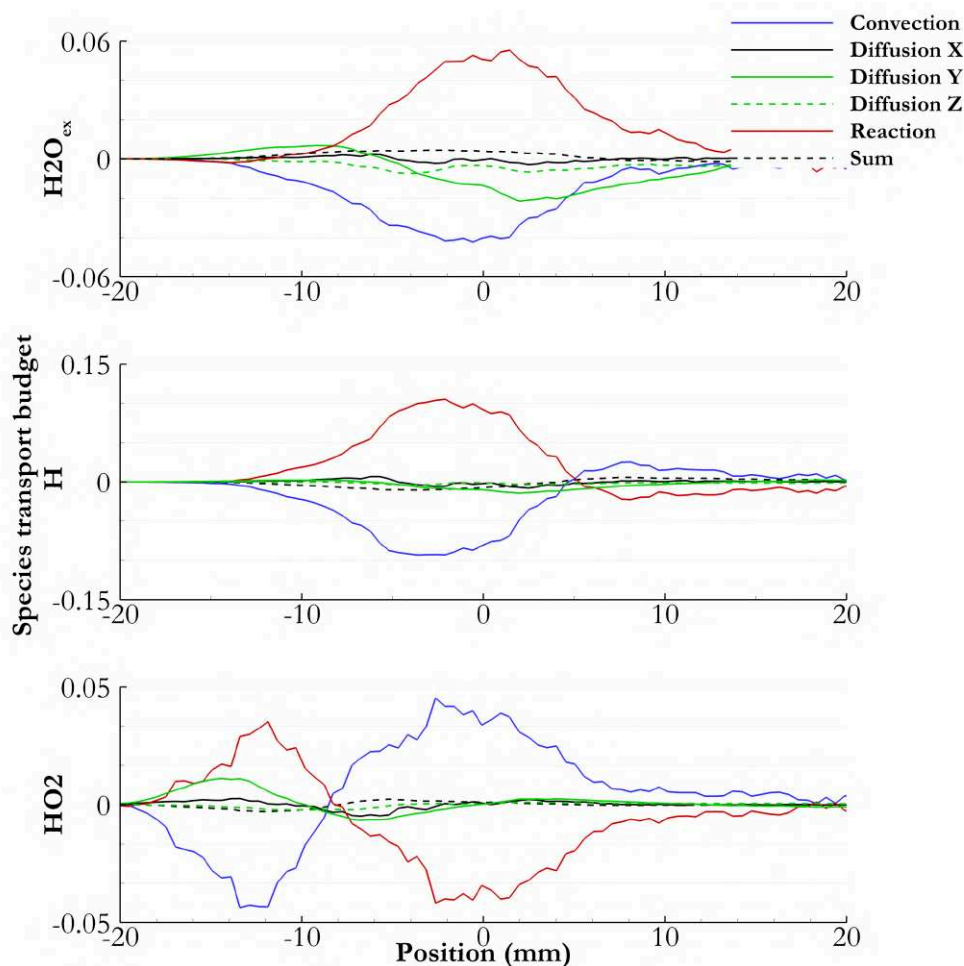 Convection
Diffusion X
Diffusion Y
Diffusion Z
Reaction
Sum
0.06
0
-0.06
H2Oex
-20 -10 0 10 20
0.15
0
-0.15
H
-20 -10 0 10 20
Species transport budget
0.05
0
-0.05
HO2
-20 -10 0 10 20
Position (mm)